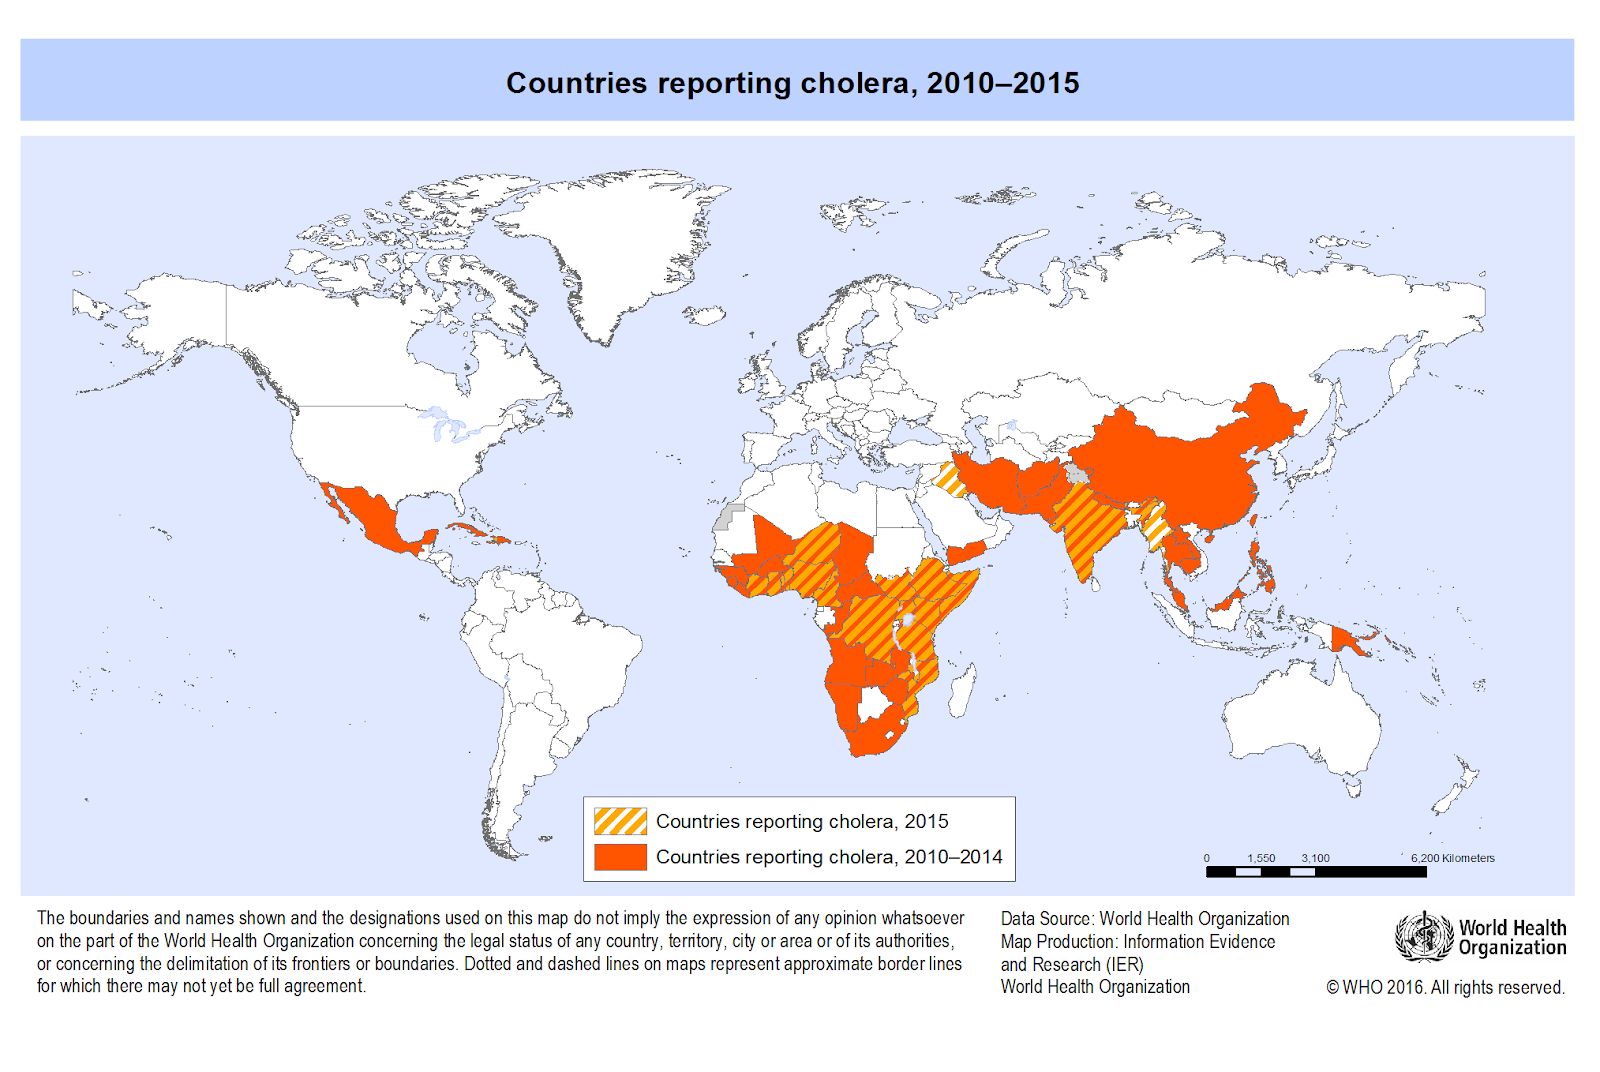 Countries reporting cholera, 2010–2015
Countries reporting cholera, 2015
Countries reporting cholera, 2010–2014
0 1,550 3,100 6,200 Kilometers
The boundaries and names shown and the designations used on this map do not imply the expression of any opinion whatsoever
on the part of the World Health Organization concerning the legal status of any country, territory, city or area or of its authorities,
or concerning the delimitation of its frontiers or boundaries. Dotted and dashed lines on maps represent approximate border lines
for which there may not yet be full agreement.
Data Source: World Health Organization
Map Production: Information Evidence
and Research (IER)
World Health Organization
World Health
Organization
© WHO 2016. All rights reserved.